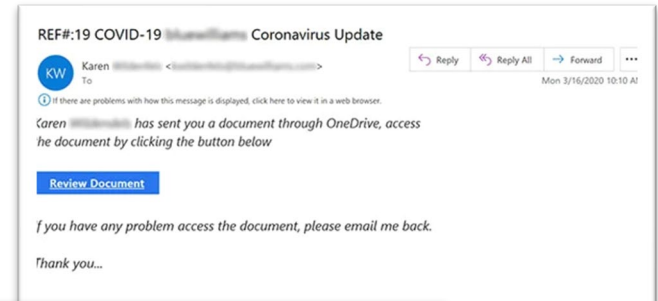 REF#:19 COVID-19 Coronavirus Update
KW
Karen
To
Reply Reply All Forward ...
Mon 3/16/2020 10:10 AM
If there are problems with how this message is displayed, click here to view it in a web browser.
Karen has sent you a document through OneDrive, access
the document by clicking the button below
Review Document
If you have any problem access the document, please email me back.
Thank you...